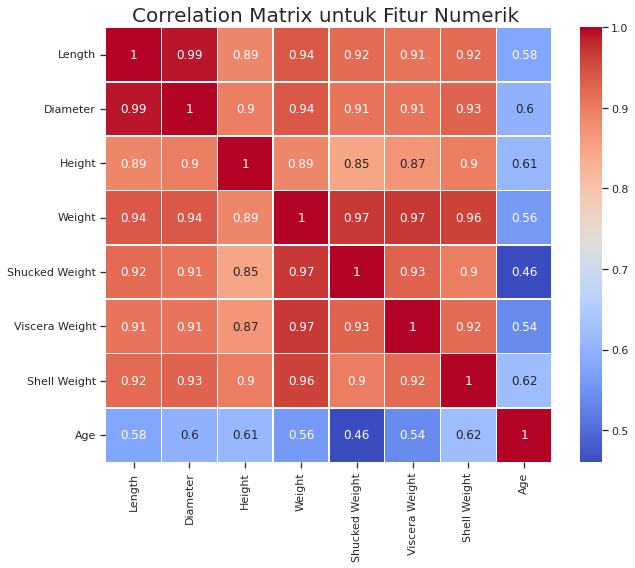 Correlation Matrix untuk Fitur Numerik
Length 1 0.99 0.89 0.94 0.92 0.91 0.92 0.58
Diameter 0.99 1 0.9 0.94 0.91 0.91 0.93 0.6
Height 0.89 0.9 1 0.89 0.85 0.87 0.9 0.61
Weight 0.94 0.94 0.89 1 0.97 0.97 0.96 0.56
Shucked Weight 0.92 0.91 0.85 0.97 1 0.93 0.9 0.46
Viscera Weight 0.91 0.91 0.87 0.97 0.93 1 0.92 0.54
Shell Weight 0.92 0.93 0.9 0.96 0.9 0.92 1 0.62
Age 0.58 0.6 0.61 0.56 0.46 0.54 0.62 1
Length
Diameter
Height
Weight
Shucked Weight
Viscera Weight
Shell Weight
Age
1.0
0.9
0.8
0.7
0.6
0.5